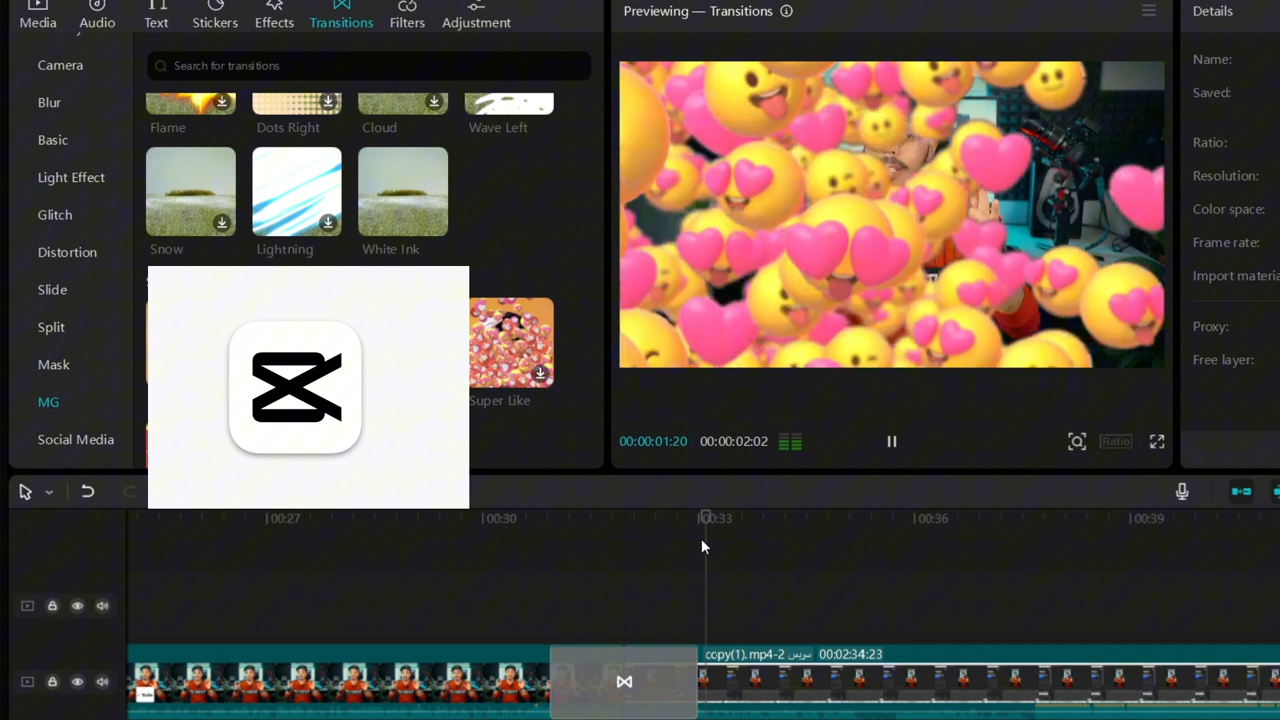 Media Audio Text Stickers Effects Transitions Filters Adjustment
Camera
Blur
Basic
Light Effect
Glitch
Distortion
Slide
Split
Mask
MG
Social Media
Search for transitions
Flame Dots Right Cloud Wave Left
Snow Lightning White Ink
Super Like
Previewing — Transitions
00:00:01:20 00:00:02:02
Ratio
Details
Name:
Saved:
Ratio:
Resolution:
Color space:
Frame rate:
Import materia
Proxy:
Free layer:
00:27 00:30 00:33 00:36 00:39
copy(1).mp4-2 سريس 00:02:34:23